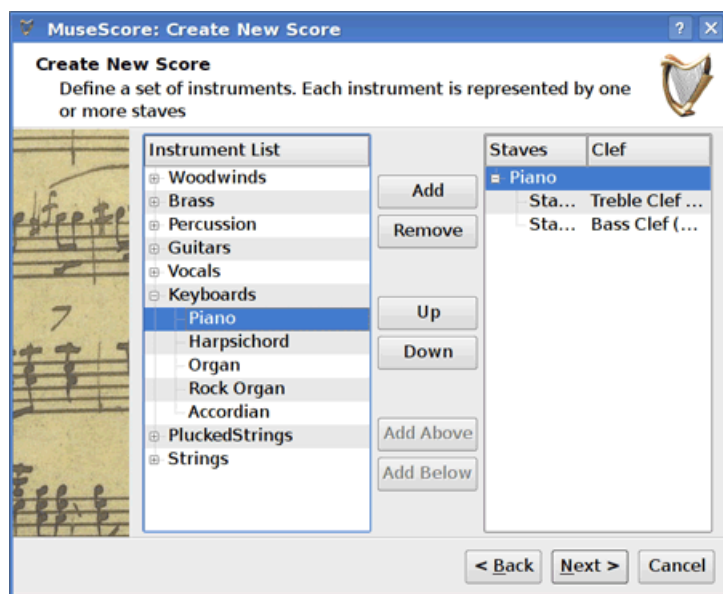 MuseScore: Create New Score
Create New Score
Define a set of instruments. Each instrument is represented by one
or more staves
Instrument List
Woodwinds
Brass
Percussion
Guitars
Vocals
Keyboards
Piano
Harpsichord
Organ
Rock Organ
Accordian
PluckedStrings
Strings
Add
Remove
Up
Down
Add Above
Add Below
Staves Clef
Piano
Sta... Treble Clef ...
Sta... Bass Clef (...
< Back Next > Cancel